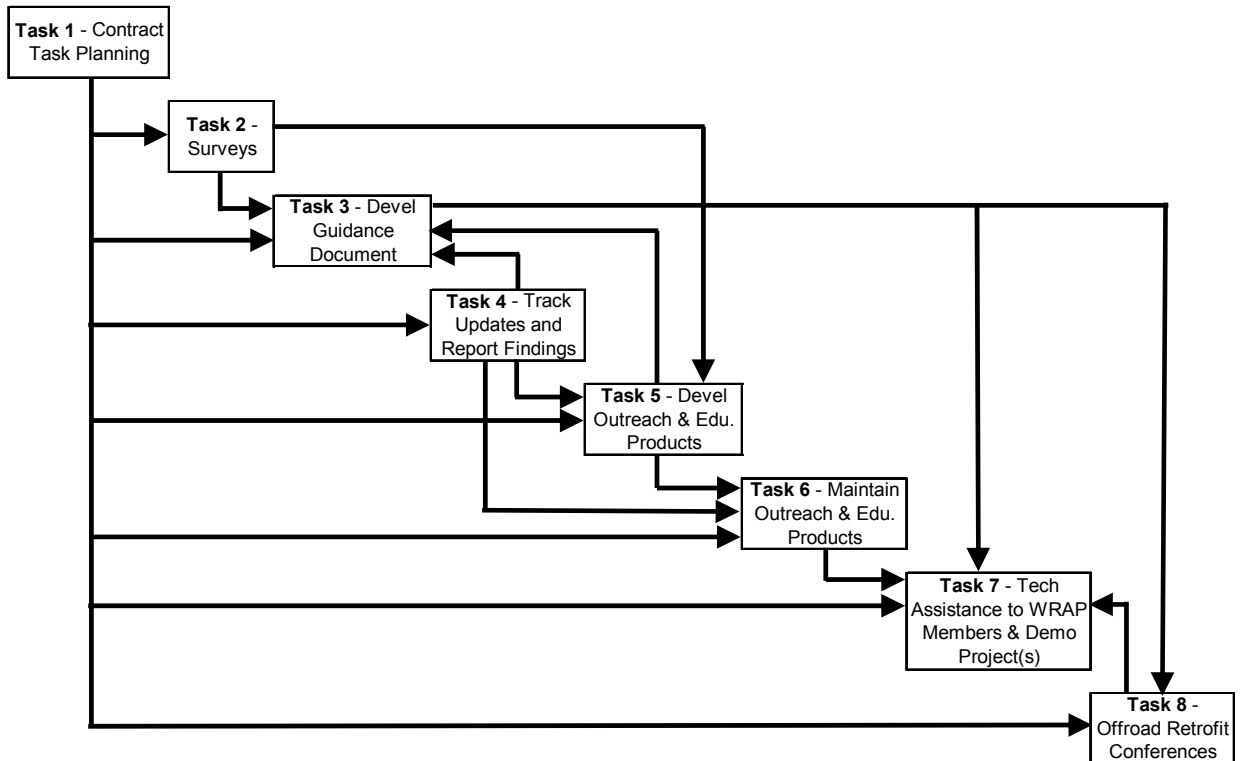 Task 1 - Contract
Task Planning
Task 2 -
Surveys
Task 3 - Devel
Guidance
Document
Task 4 - Track
Updates and
Report Findings
Task 5 - Devel
Outreach & Edu.
Products
Task 6 - Maintain
Outreach & Edu.
Products
Task 7 - Tech
Assistance to WRAP
Members & Demo
Project(s)
Task 8 -
Offroad Retrofit
Conferences